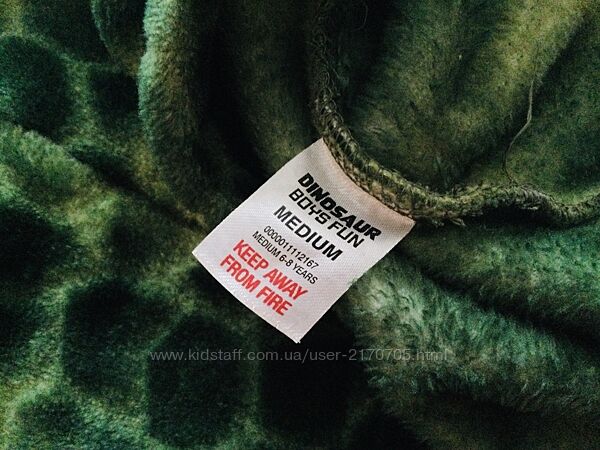 DINOSAUR
BOYS FUN
MEDIUM
0000011112167
MEDIUM 6-8 YEARS
KEEP AWAY
FROM FIRE
www.kidstaff.com.ua/user-2170705.html